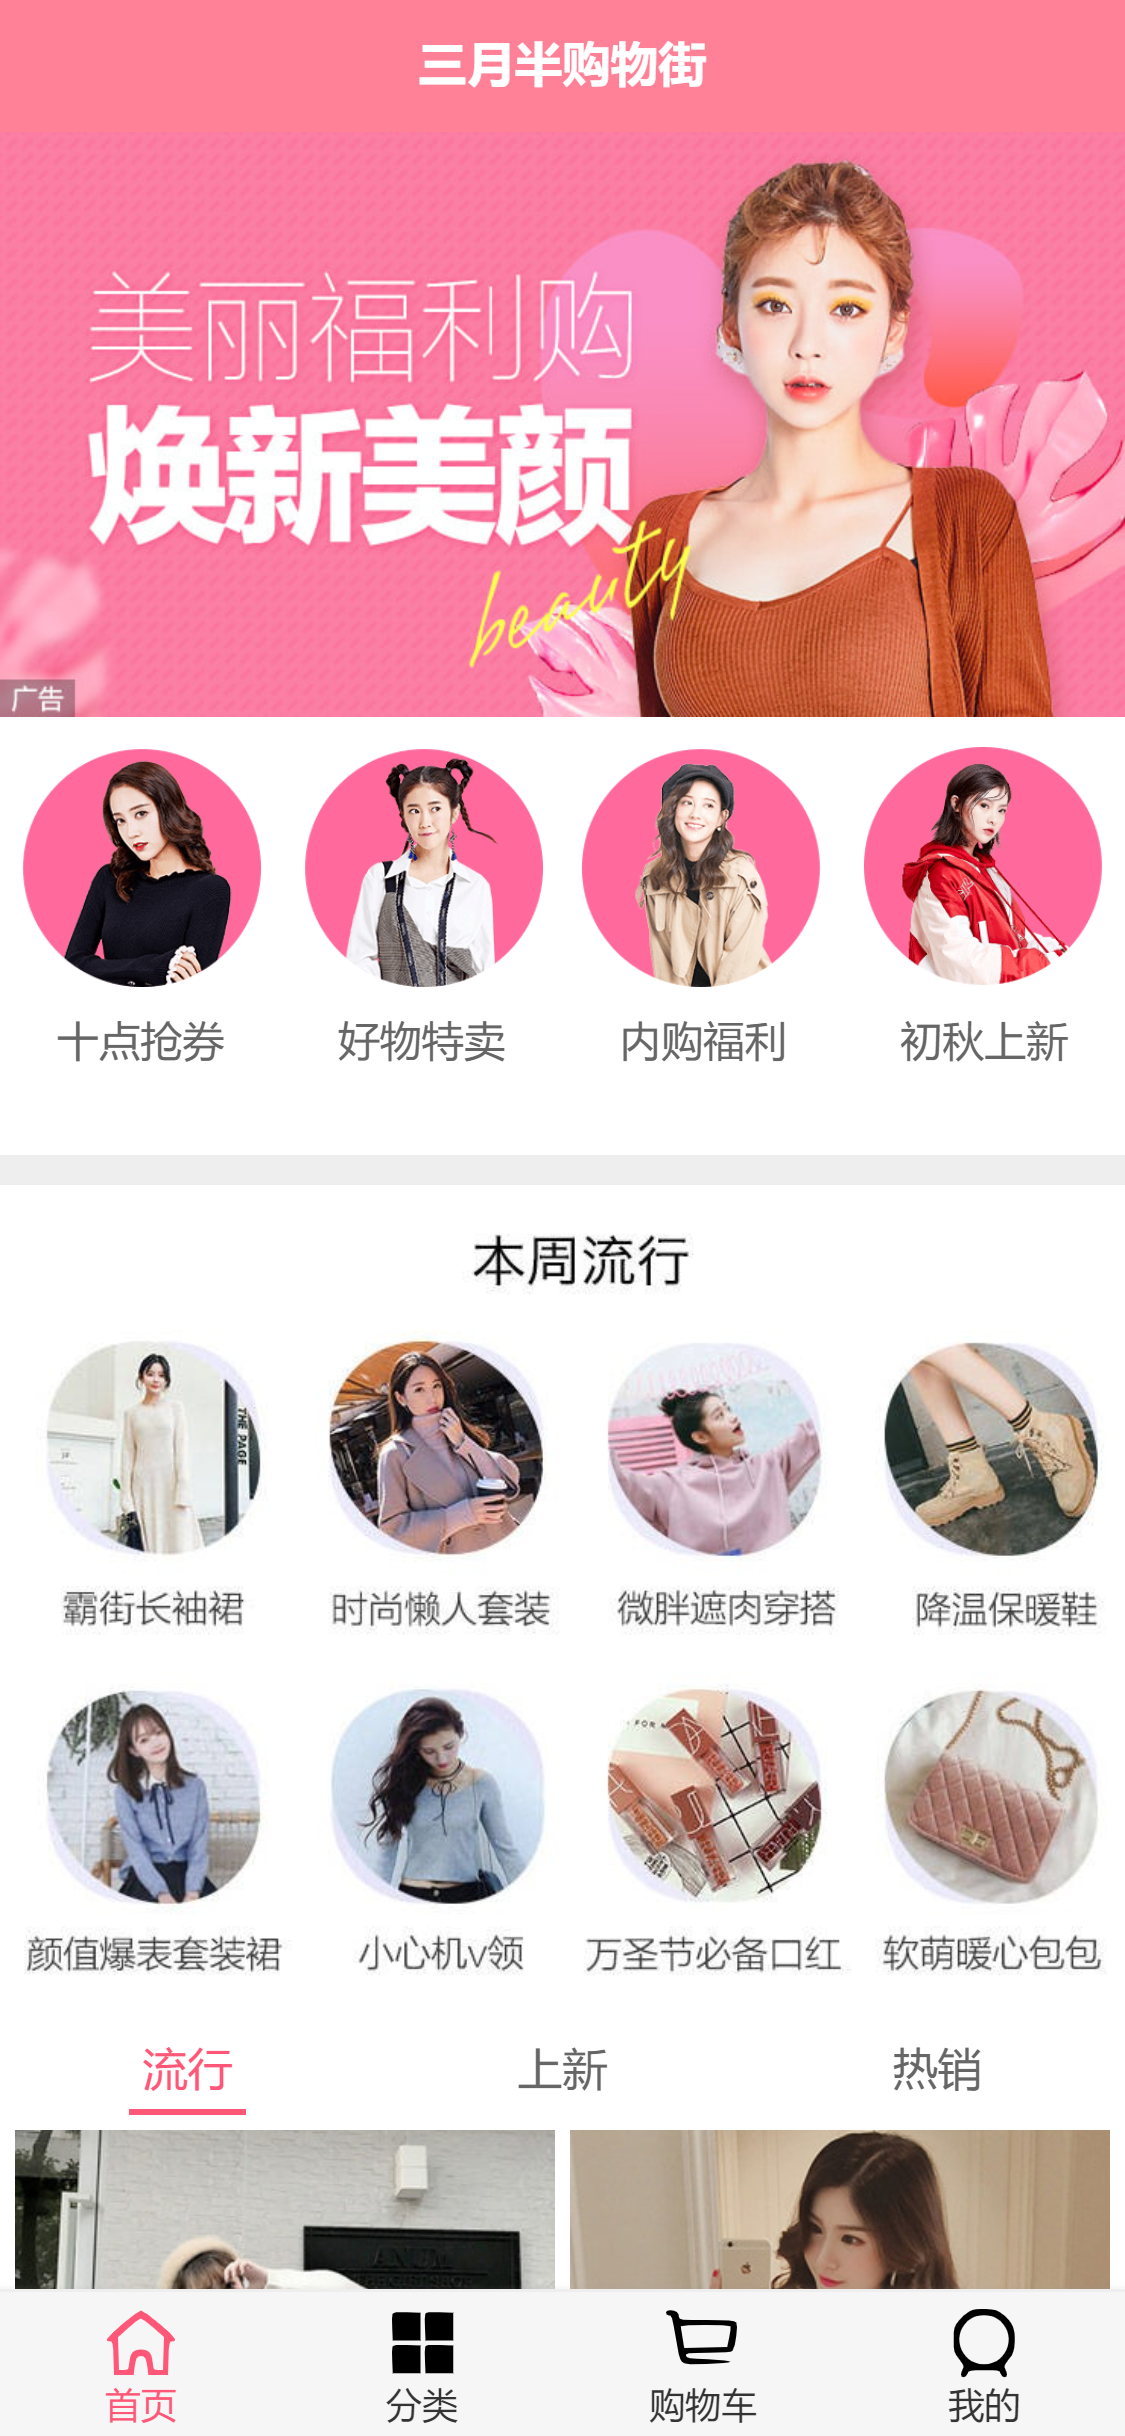 三月半购物街
美丽福利购
焕新美颜
beauty
广告
十点抢券
好物特卖
内购福利
初秋上新
本周流行
THE PAGE
霸街长袖裙
时尚懒人套装
微胖遮肉穿搭
降温保暖鞋
FOR
颜值爆表套装裙
小心机v领
万圣节必备口红
软萌暖心包包
流行
上新
热销
首页
分类
购物车
我的